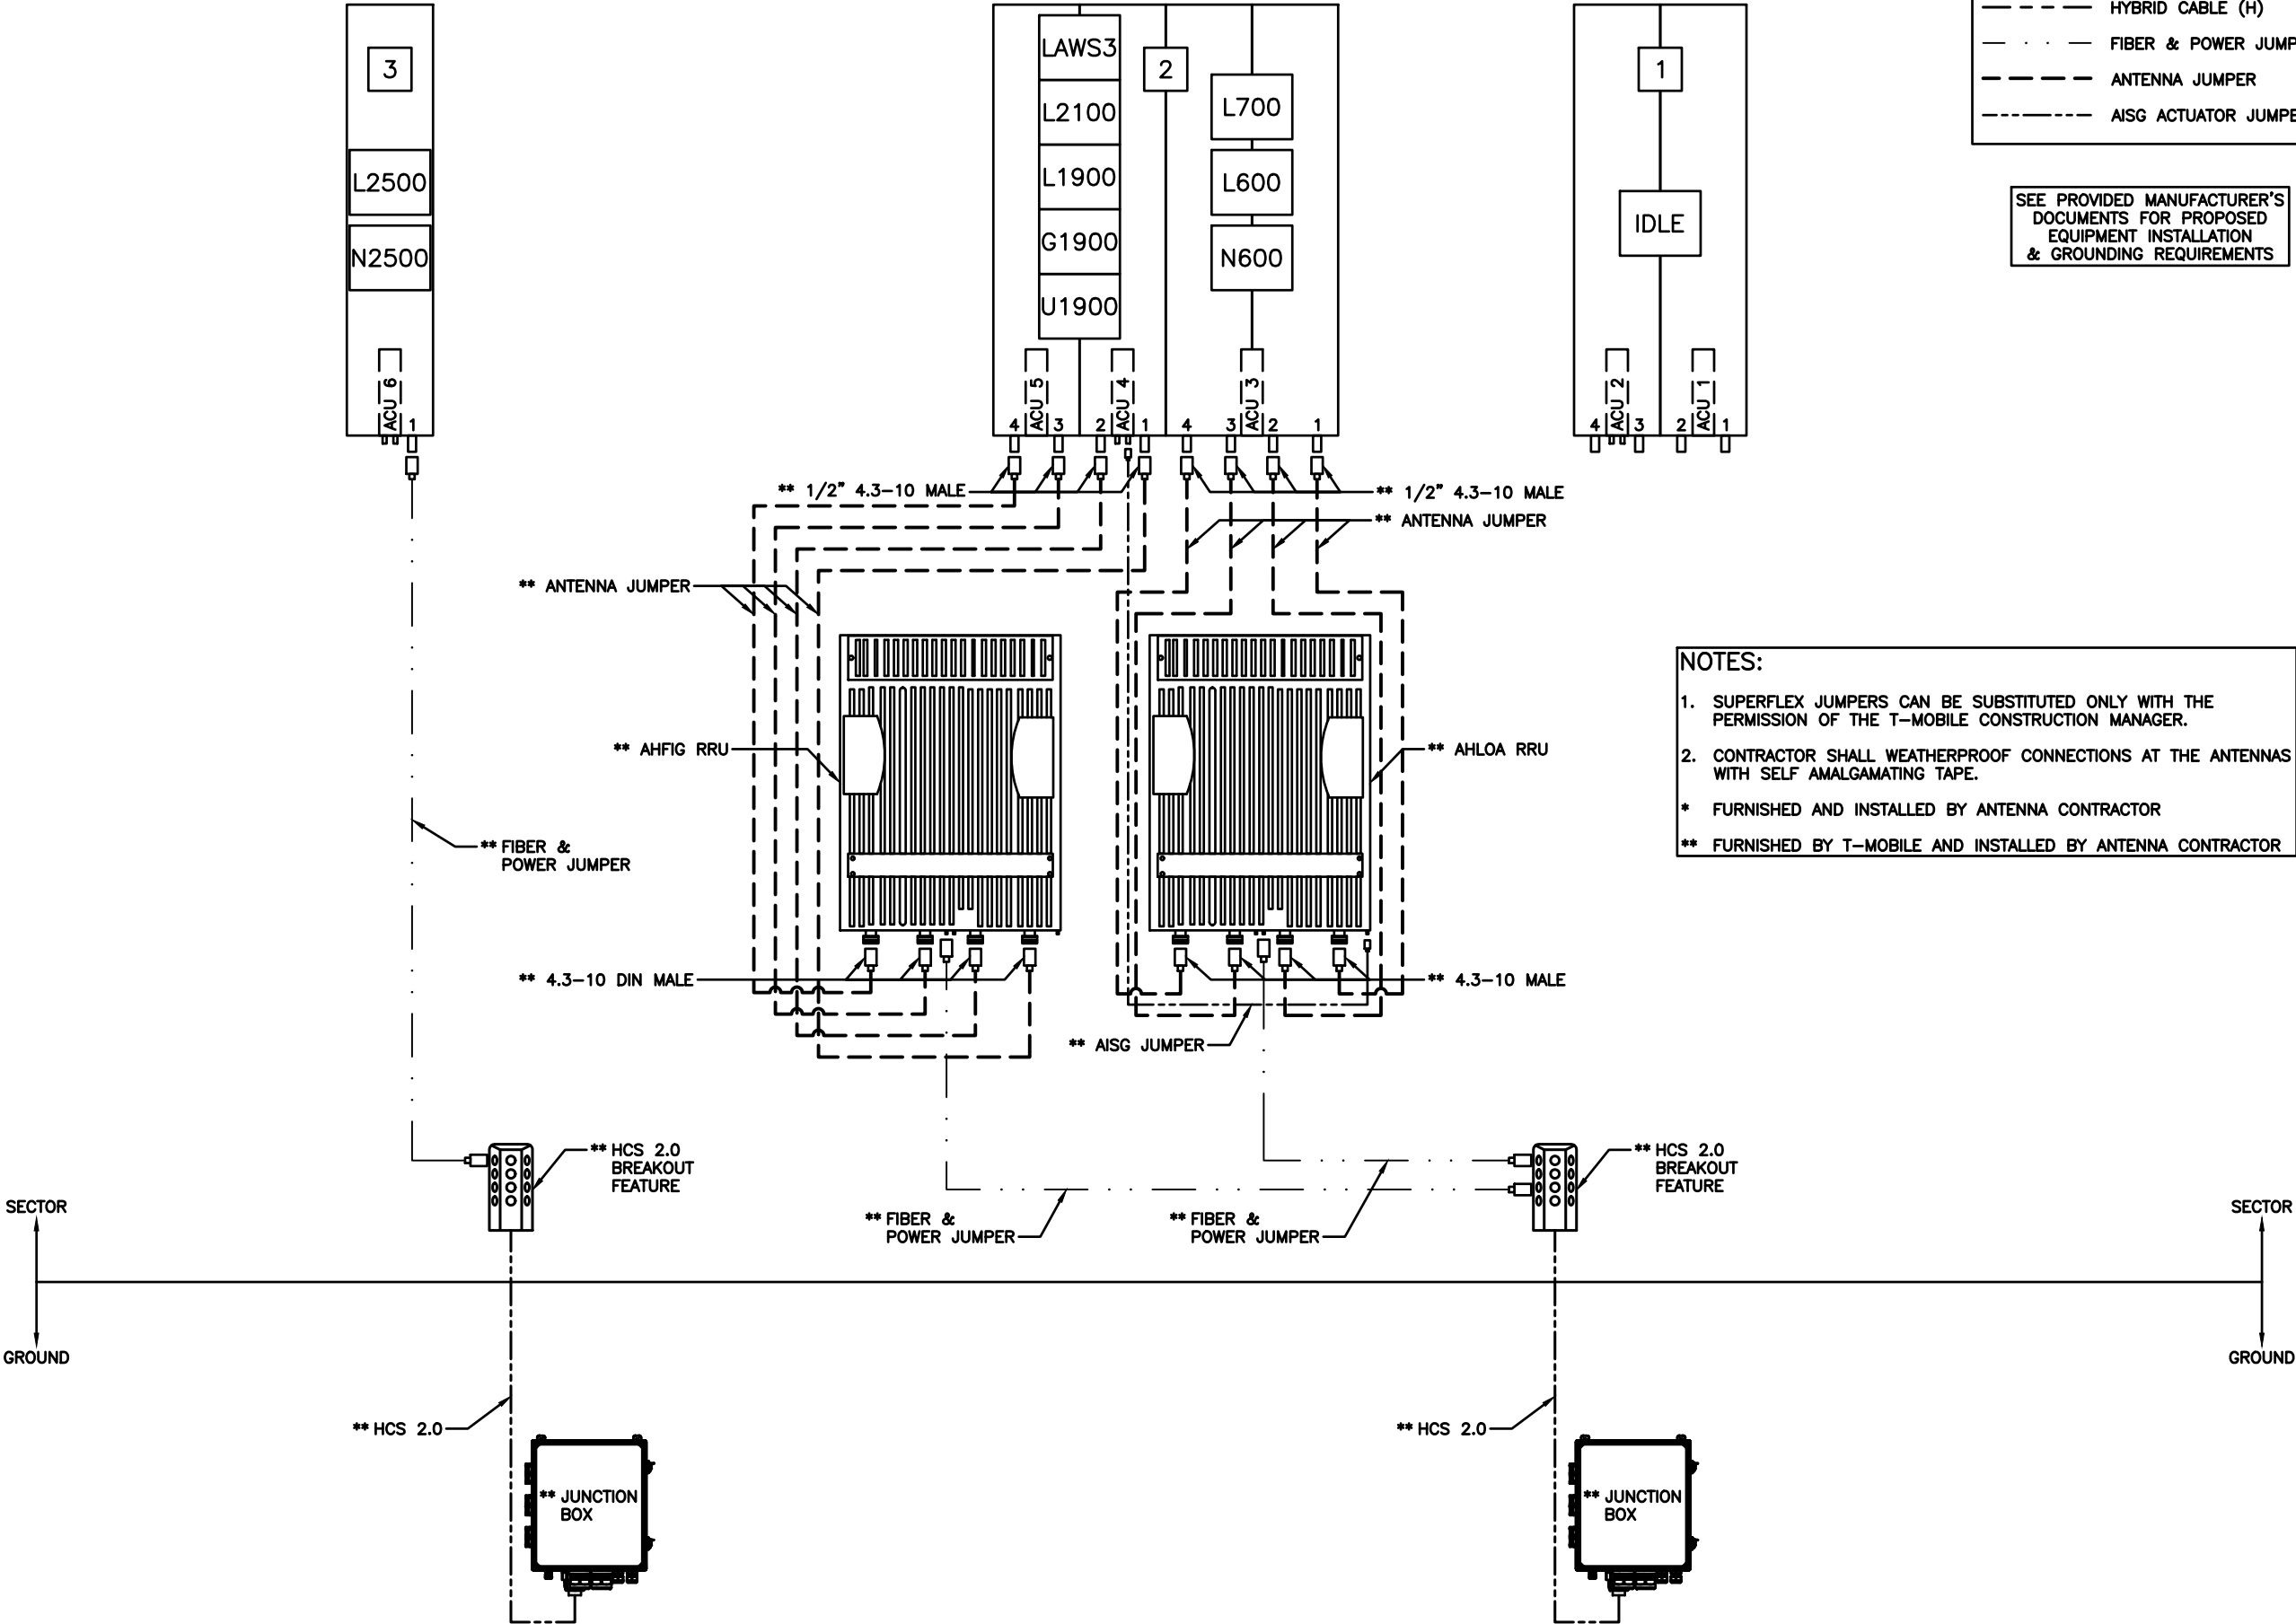 3
L2500
N2500
ACU 6
1
LAWS3
L2100
L1900
G1900
U1900
2
L700
L600
N600
4
ACU 5
3
2
ACU 4
1
4
3
ACU 3
2
1
1
IDLE
4
ACU 2
3
2
ACU 1
1
HYBRID CABLE (H)
FIBER & POWER JUMP
ANTENNA JUMPER
AISG ACTUATOR JUMPE
SEE PROVIDED MANUFACTURER'S
DOCUMENTS FOR PROPOSED
EQUIPMENT INSTALLATION
& GROUNDING REQUIREMENTS
** 1/2" 4.3-10 MALE
** 1/2" 4.3-10 MALE
** ANTENNA JUMPER
** ANTENNA JUMPER
** AHFIG RRU
** AHLOA RRU
** FIBER &
POWER JUMPER
** 4.3-10 DIN MALE
** 4.3-10 MALE
** AISG JUMPER
NOTES:
1. SUPERFLEX JUMPERS CAN BE SUBSTITUTED ONLY WITH THE
PERMISSION OF THE T-MOBILE CONSTRUCTION MANAGER.
2. CONTRACTOR SHALL WEATHERPROOF CONNECTIONS AT THE ANTENNAS
WITH SELF AMALGAMATING TAPE.
* FURNISHED AND INSTALLED BY ANTENNA CONTRACTOR
** FURNISHED BY T-MOBILE AND INSTALLED BY ANTENNA CONTRACTOR
** HCS 2.0
BREAKOUT
FEATURE
** HCS 2.0
BREAKOUT
FEATURE
** FIBER &
POWER JUMPER
** FIBER &
POWER JUMPER
SECTOR
GROUND
SECTOR
GROUND
** HCS 2.0
** HCS 2.0
** JUNCTION
BOX
** JUNCTION
BOX